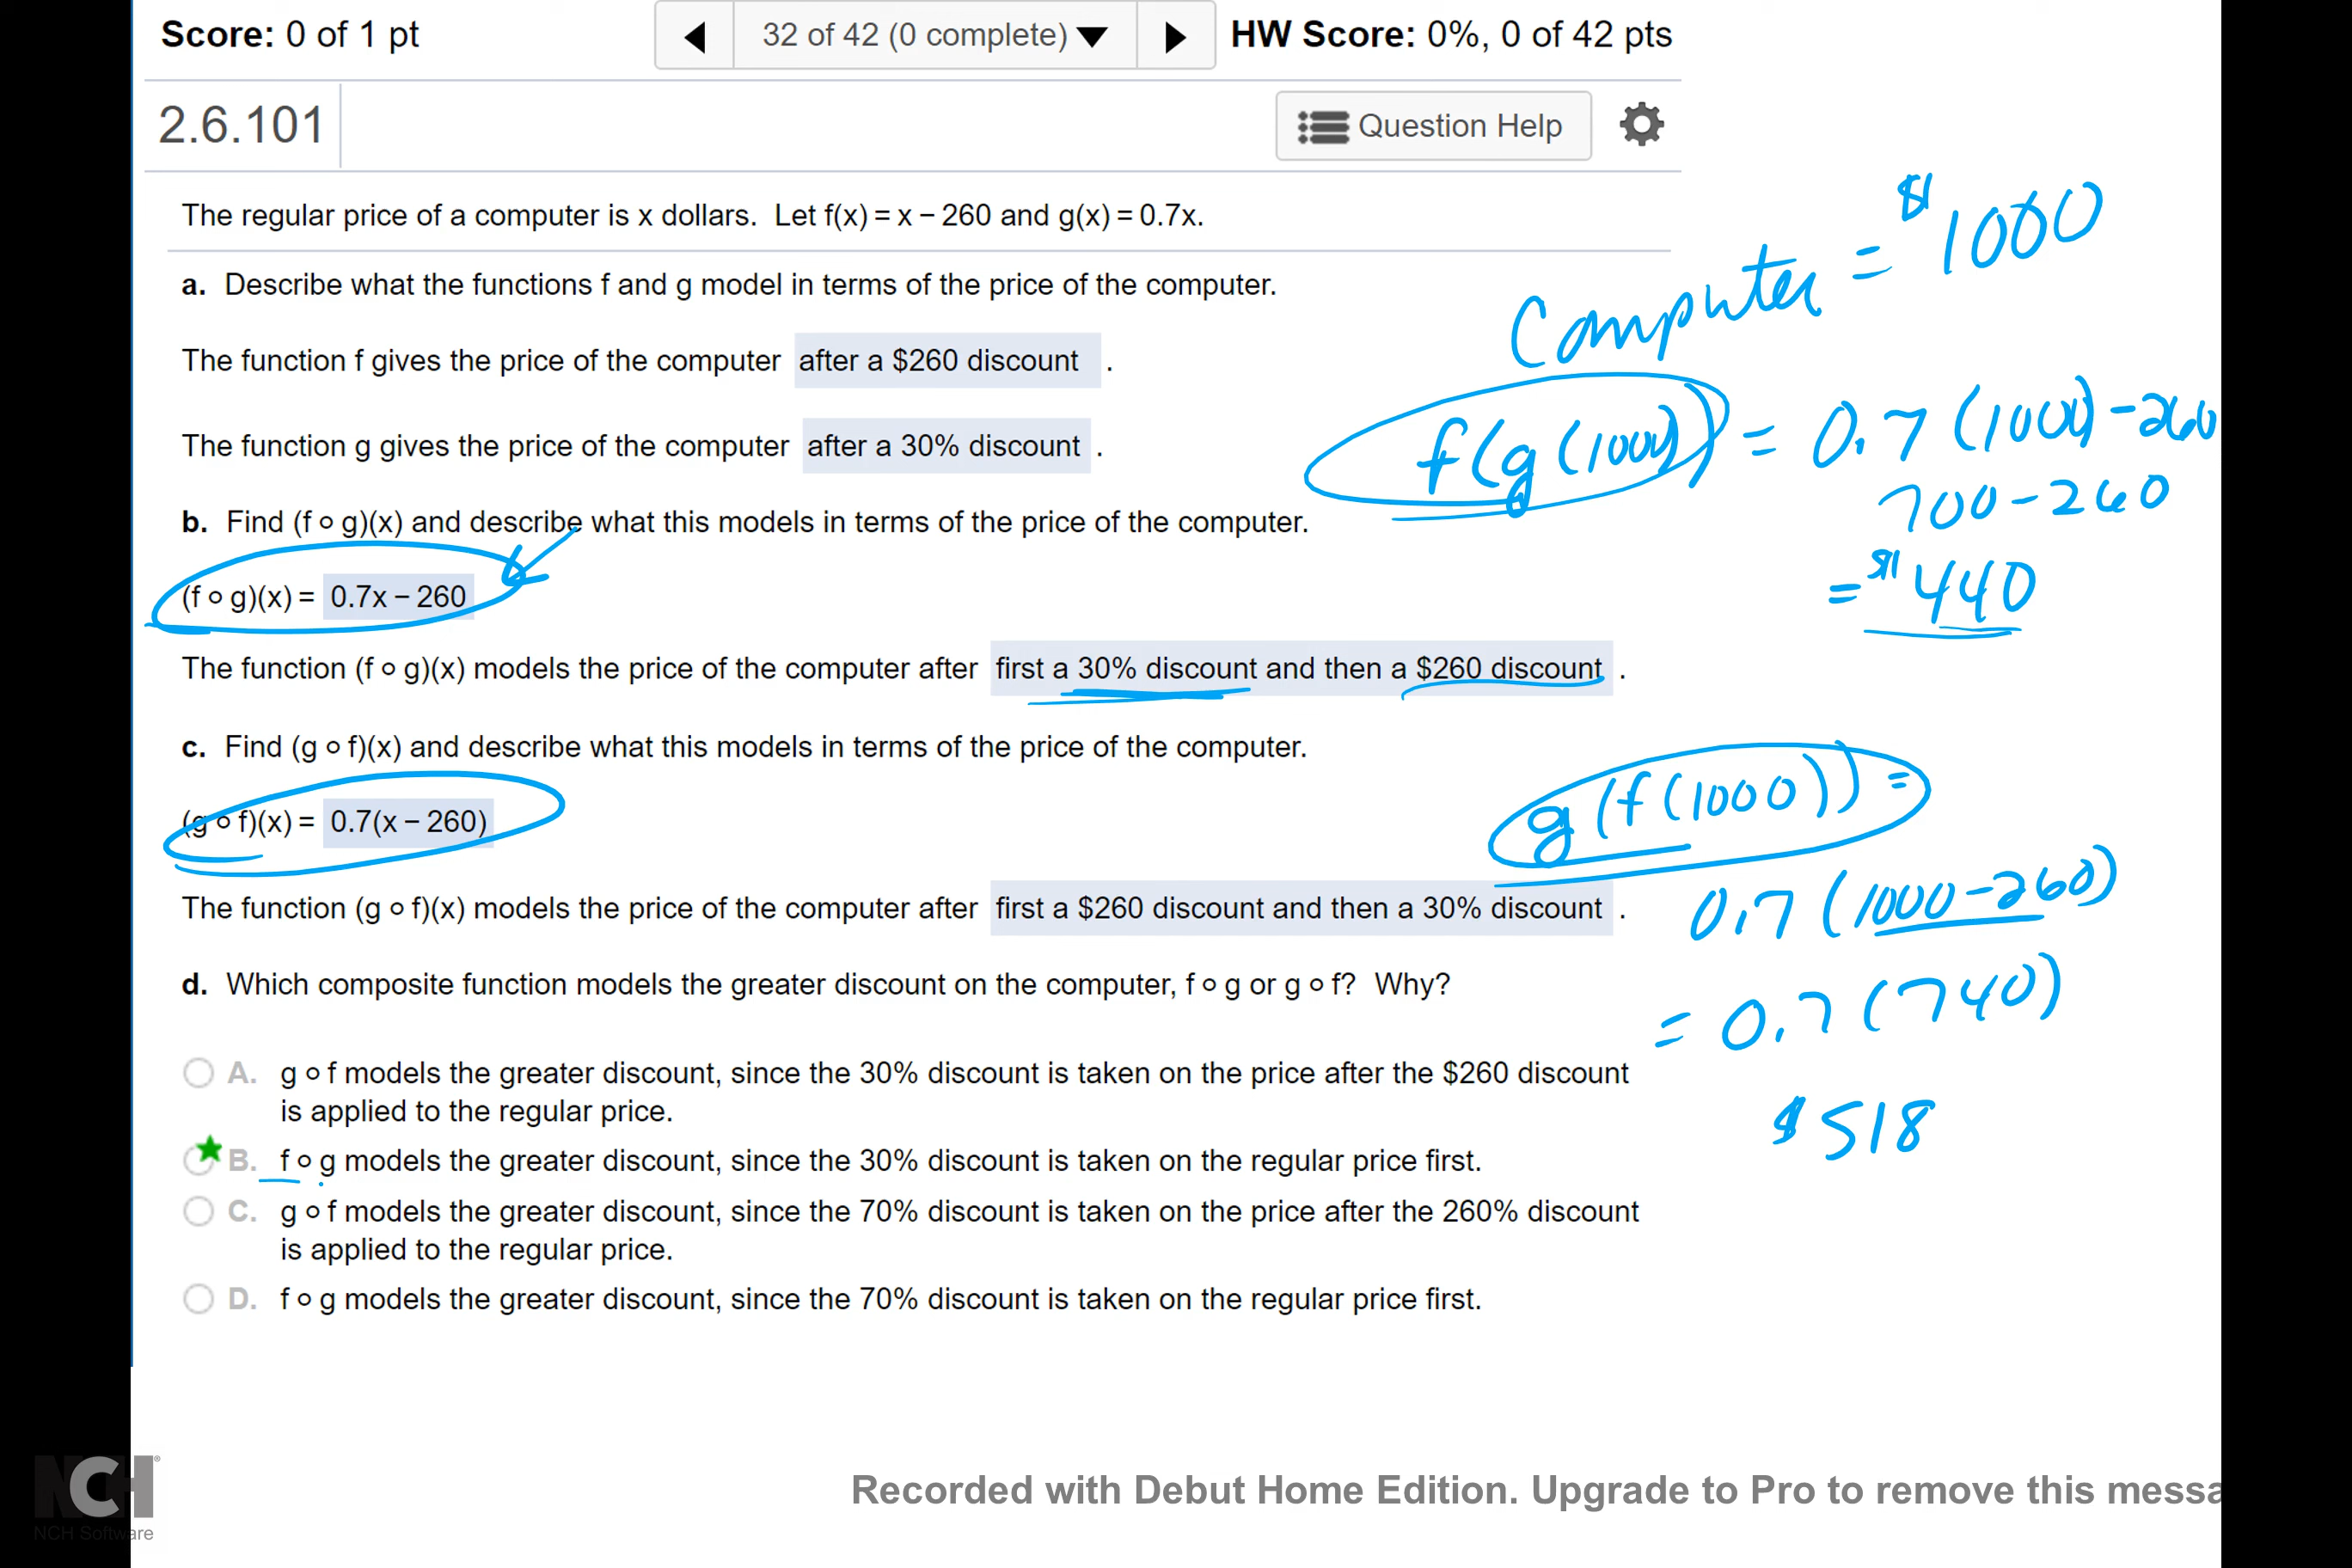 Score: 0 of 1 pt
32 of 42 (0 complete)
HW Score: 0%, 0 of 42 pts
2.6.101
Question Help
The regular price of a computer is x dollars. Let f(x) = x − 260 and g(x) = 0.7x.
a. Describe what the functions f and g model in terms of the price of the computer.
The function f gives the price of the computer after a $260 discount .
The function g gives the price of the computer after a 30% discount .
b. Find (f ∘ g)(x) and describe what this models in terms of the price of the computer.
(f ∘ g)(x) = 0.7x − 260
The function (f ∘ g)(x) models the price of the computer after first a 30% discount and then a $260 discount .
c. Find (g ∘ f)(x) and describe what this models in terms of the price of the computer.
(g ∘ f)(x) = 0.7(x − 260)
The function (g ∘ f)(x) models the price of the computer after first a $260 discount and then a 30% discount .
d. Which composite function models the greater discount on the computer, f ∘ g or g ∘ f? Why?
A. g ∘ f models the greater discount, since the 30% discount is taken on the price after the $260 discount
is applied to the regular price.
B. f ∘ g models the greater discount, since the 30% discount is taken on the regular price first.
C. g ∘ f models the greater discount, since the 70% discount is taken on the price after the 260% discount
is applied to the regular price.
D. f ∘ g models the greater discount, since the 70% discount is taken on the regular price first.
Computer = $1000
f(g(1000)) = 0.7(1000) − 260
700 − 260
= $440
g(f(1000)) =
0.7(1000 − 260)
= 0.7(740)
$518
NCH®
NCH Software
Recorded with Debut Home Edition. Upgrade to Pro to remove this messa